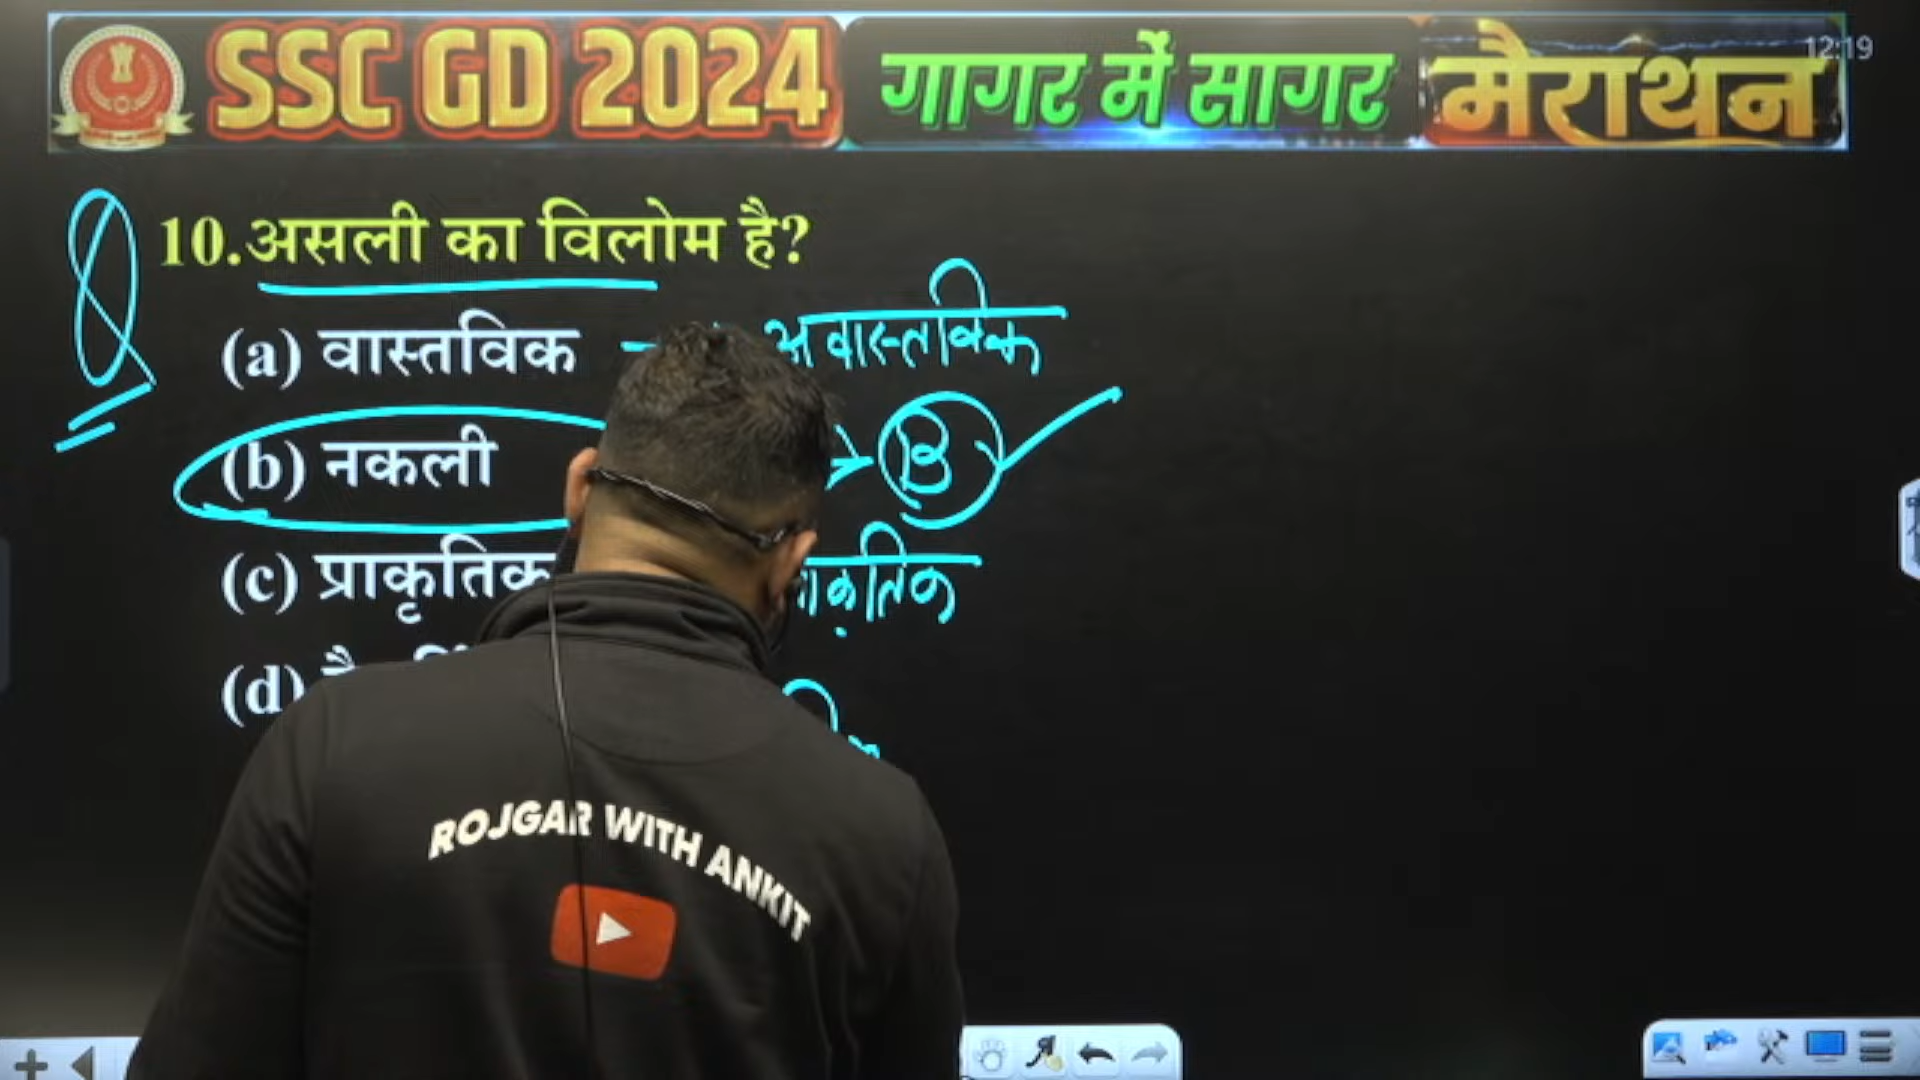 SSC GD 2024 गागर में सागर मैराथन
12:19
10.असली का विलोम है?
(a) वास्तविक अवास्तविक
(b) नकली B
(c) प्राकृतिक
(d)
ROJGAR WITH ANKIT